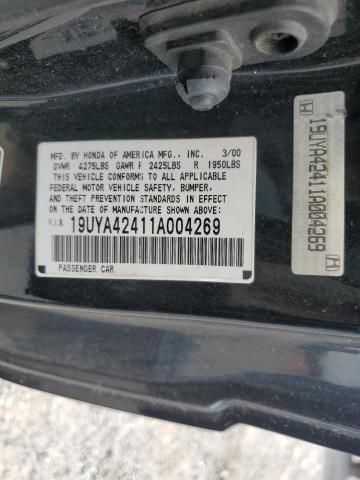 MFD. BY HONDA OF AMERICA MFG., INC. 3/00
GVWR 4275LBS GAWR F 2425LBS R 1950LBS
THIS VEHICLE CONFORMS TO ALL APPLICABLE
FEDERAL MOTOR VEHICLE SAFETY, BUMPER,
AND THEFT PREVENTION STANDARDS IN EFFECT
ON THE DATE OF MANUFACTURE SHOWN ABOVE.
V.I.N. 19UYA42411A004269
PASSENGER CAR
19UYA42411A004269